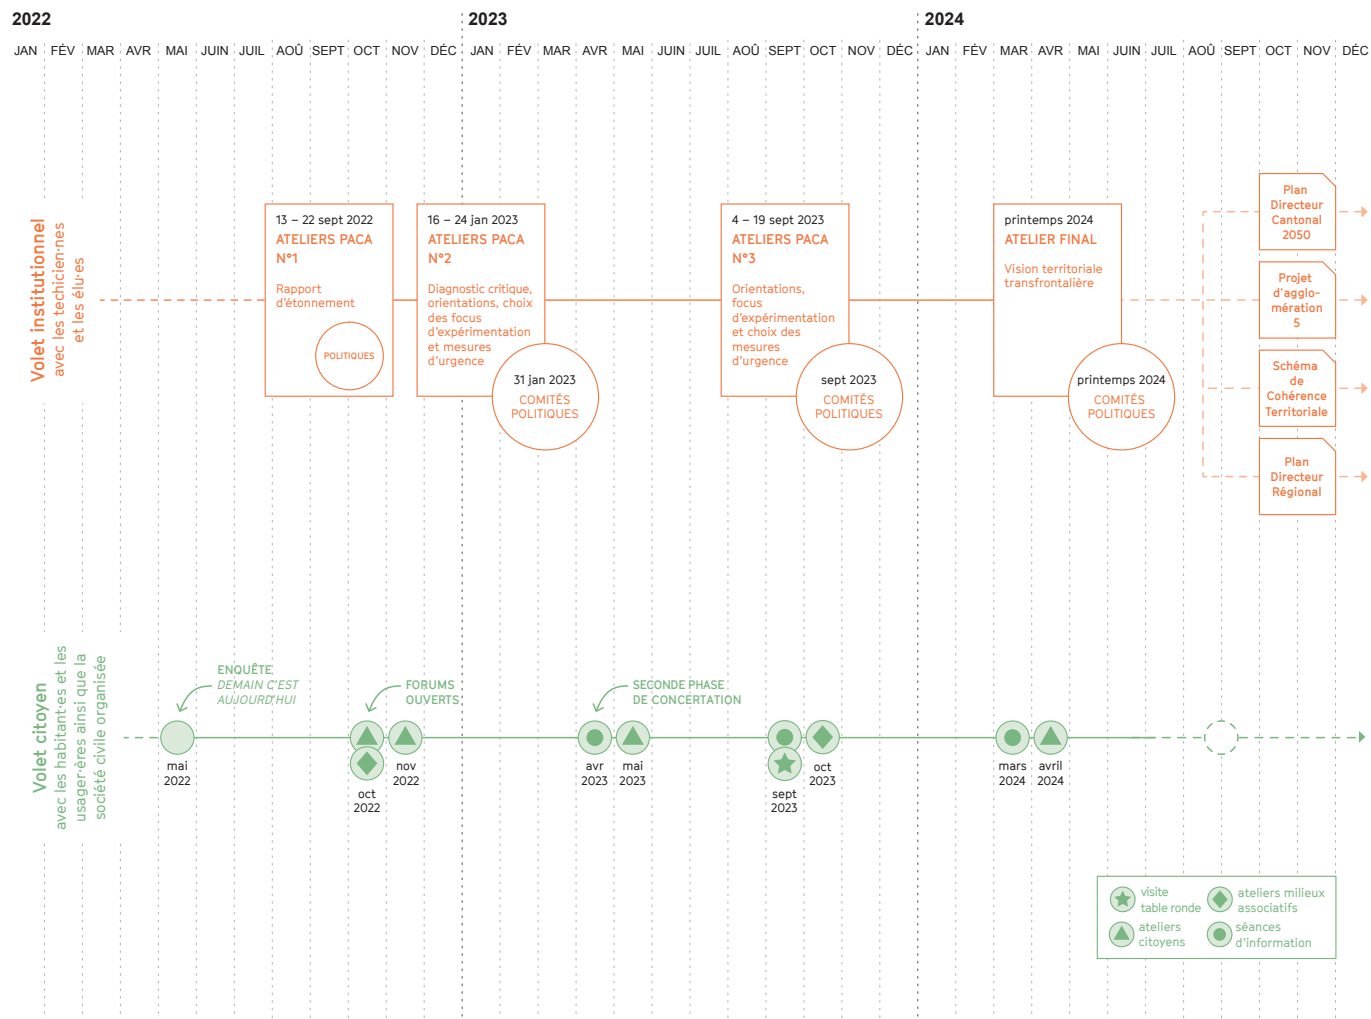 2022
2023
2024
JAN FÉV MAR AVR MAI JUIN JUIL AOÛ SEPT OCT NOV DÉC JAN FÉV MAR AVR MAI JUIN JUIL AOÛ SEPT OCT NOV DÉC JAN FÉV MAR AVR MAI JUIN JUIL AOÛ SEPT OCT NOV DÉC
Volet institutionnel
avec les techicien·nes
et les élu·es
13 – 22 sept 2022
ATELIERS PACA
N°1
Rapport
d'étonnement
POLITIQUES
16 – 24 jan 2023
ATELIERS PACA
N°2
Diagnostic critique,
orientations, choix
des focus
d'expérimentation
et mesures
d'urgence
31 jan 2023
COMITÉS
POLITIQUES
4 – 19 sept 2023
ATELIERS PACA
N°3
Orientations,
focus
d'expérimentation
et choix des
mesures
d'urgence
sept 2023
COMITÉS
POLITIQUES
printemps 2024
ATELIER FINAL
Vision territoriale
transfrontalière
printemps 2024
COMITÉS
POLITIQUES
Plan
Directeur
Cantonal
2050
Projet
d'agglo-
mération
5
Schéma
de
Cohérence
Territoriale
Plan
Directeur
Régional
Volet citoyen
avec les habitant·es et les
usager·ères ainsi que la
société civile organisée
ENQUÊTE
DEMAIN C'EST
AUJOURD'HUI
FORUMS
OUVERTS
SECONDE PHASE
DE CONCERTATION
mai
2022
oct
2022
nov
2022
avr
2023
mai
2023
sept
2023
oct
2023
mars
2024
avril
2024
visite
table ronde
ateliers milieux
associatifs
ateliers
citoyens
séances
d'information